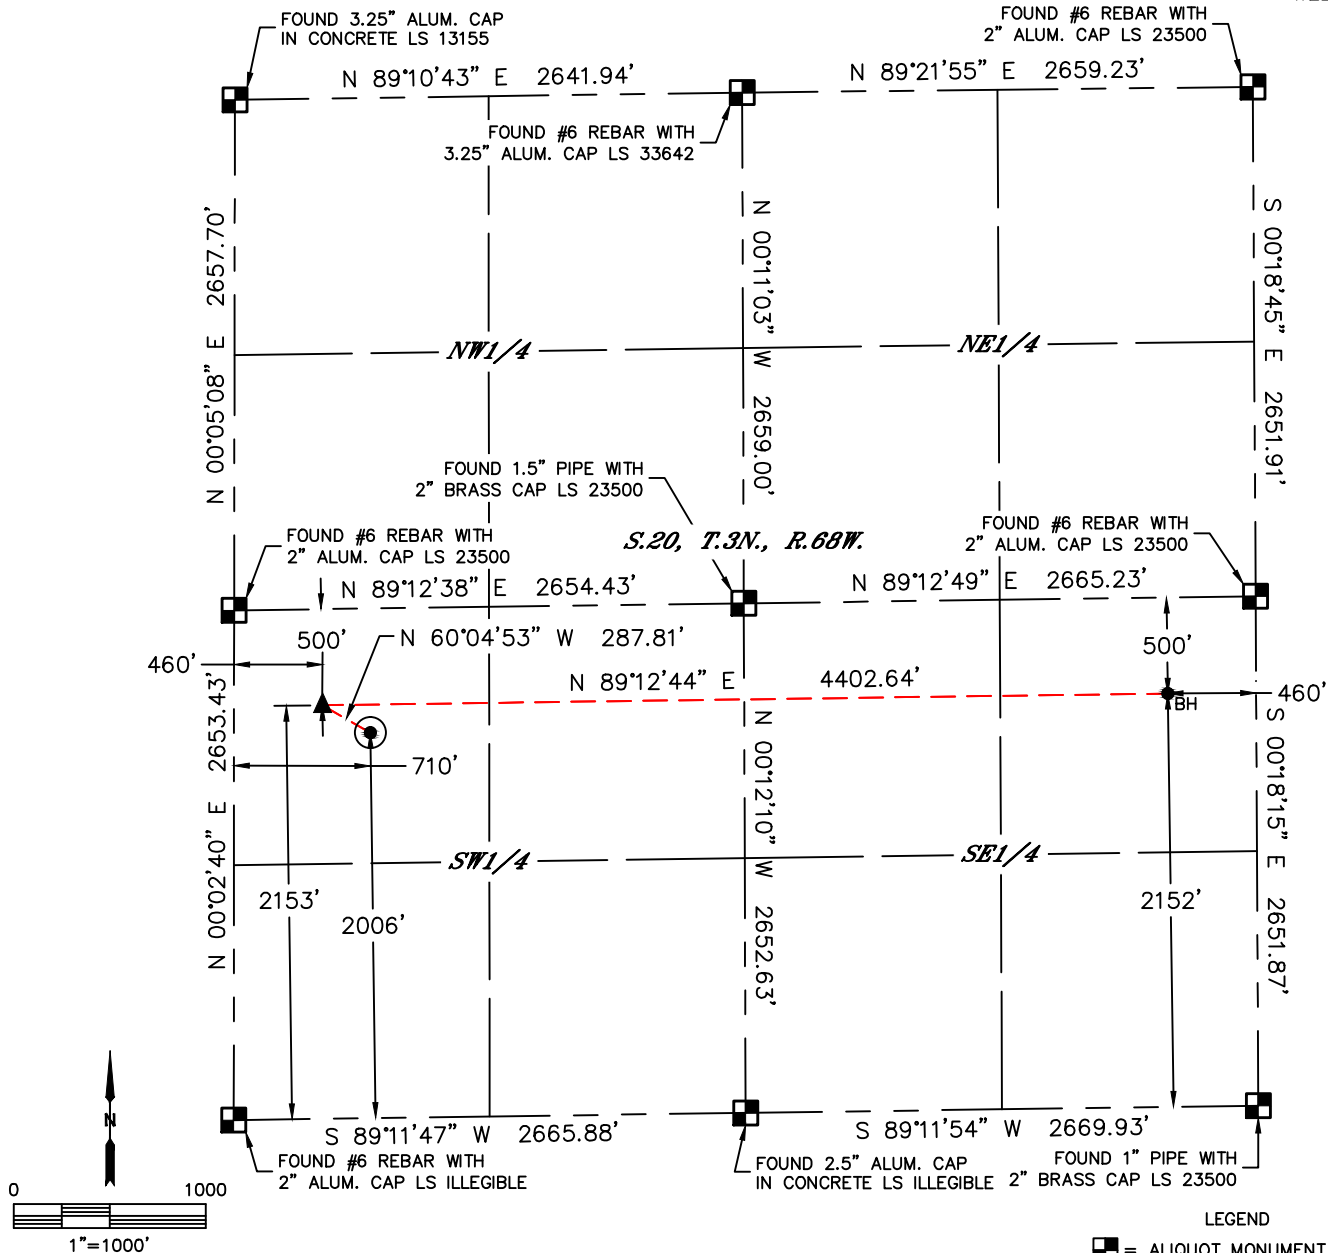 FOUND 3.25" ALUM. CAP
IN CONCRETE LS 13155
FOUND #6 REBAR WITH
2" ALUM. CAP LS 23500
N 89°10'43" E 2641.94'
N 89°21'55" E 2659.23'
FOUND #6 REBAR WITH
3.25" ALUM. CAP LS 33642
N 00°05'08" E 2657.70'
N 00°11'03" W 2659.00'
S 00°18'45" E 2651.91'
NW1/4
NE1/4
FOUND 1.5" PIPE WITH
2" BRASS CAP LS 23500
FOUND #6 REBAR WITH
2" ALUM. CAP LS 23500
S.20, T.3N., R.68W.
FOUND #6 REBAR WITH
2" ALUM. CAP LS 23500
N 89°12'38" E 2654.43'
N 89°12'49" E 2665.23'
500'
N 60°04'53" W 287.81'
500'
460'
N 89°12'44" E 4402.64'
460'
BH
710'
N 00°02'40" E 2653.43'
N 00°12'10" W 2652.63'
S 00°18'15" E 2651.87'
SW1/4
SE1/4
2153'
2006'
2152'
N
S 89°11'47" W 2665.88'
S 89°11'54" W 2669.93'
FOUND #6 REBAR WITH
2" ALUM. CAP LS ILLEGIBLE
FOUND 2.5" ALUM. CAP
IN CONCRETE LS ILLEGIBLE
FOUND 1" PIPE WITH
2" BRASS CAP LS 23500
0 1000
1"=1000'
LEGEND
= ALIQUOT MONUMENT